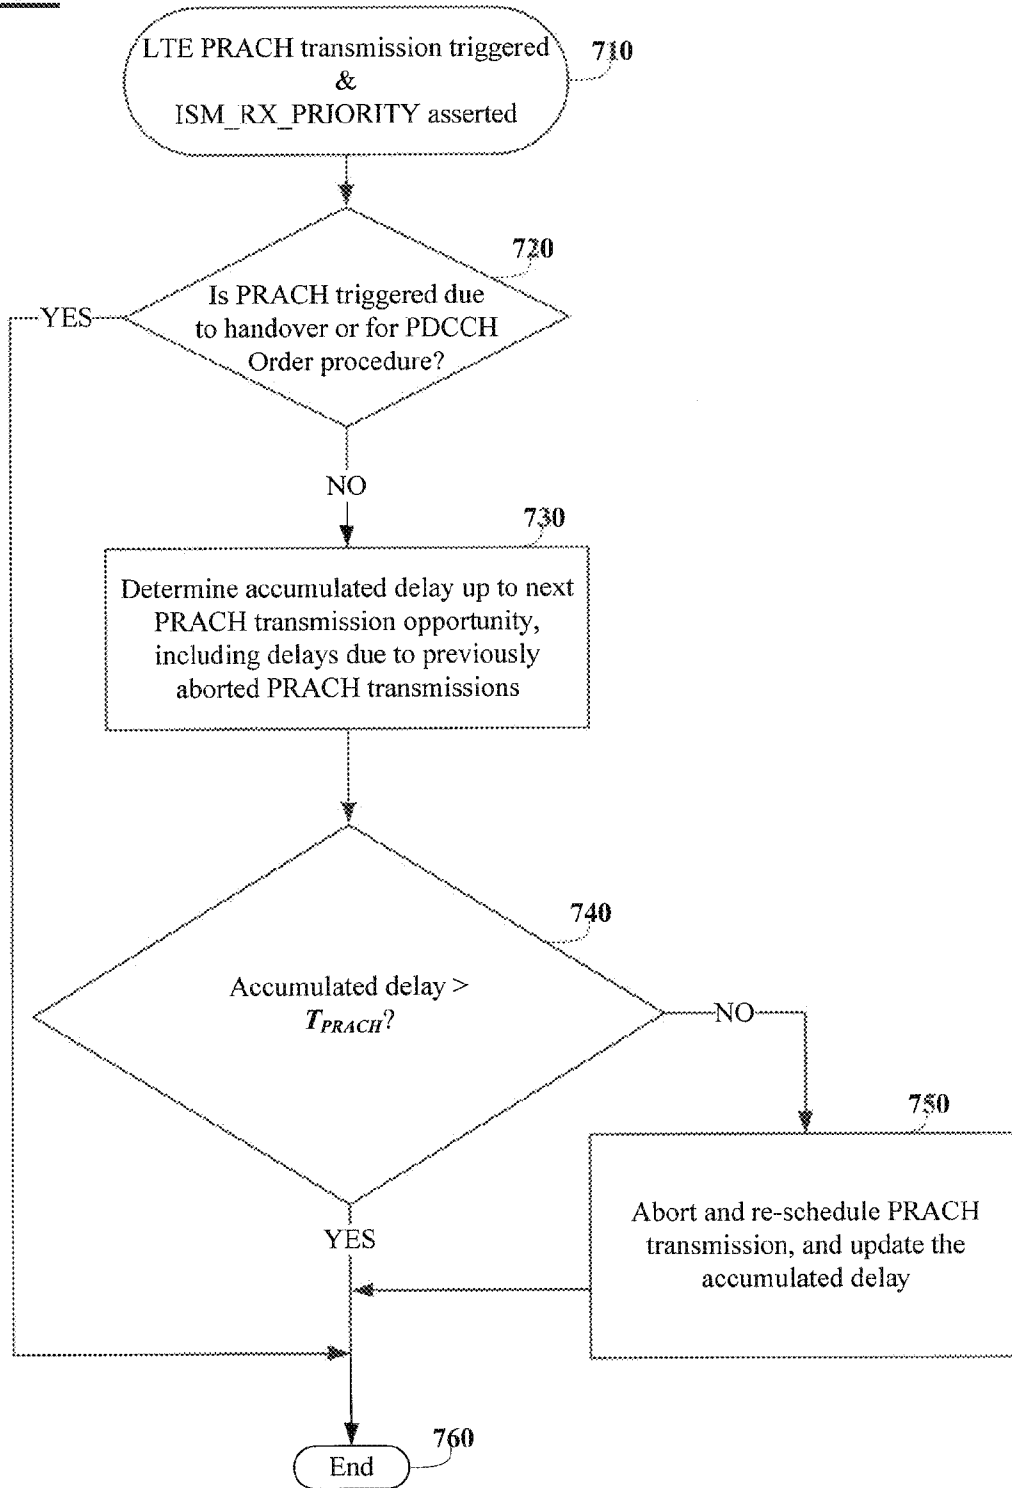 LTE PRACH transmission triggered
&
ISM_RX_PRIORITY asserted
710
720
Is PRACH triggered due
to handover or for PDCCH
Order procedure?
YES
NO
730
Determine accumulated delay up to next
PRACH transmission opportunity,
including delays due to previously
aborted PRACH transmissions
740
Accumulated delay >
T_PRACH?
NO
750
Abort and re-schedule PRACH
transmission, and update the
accumulated delay
YES
760
End